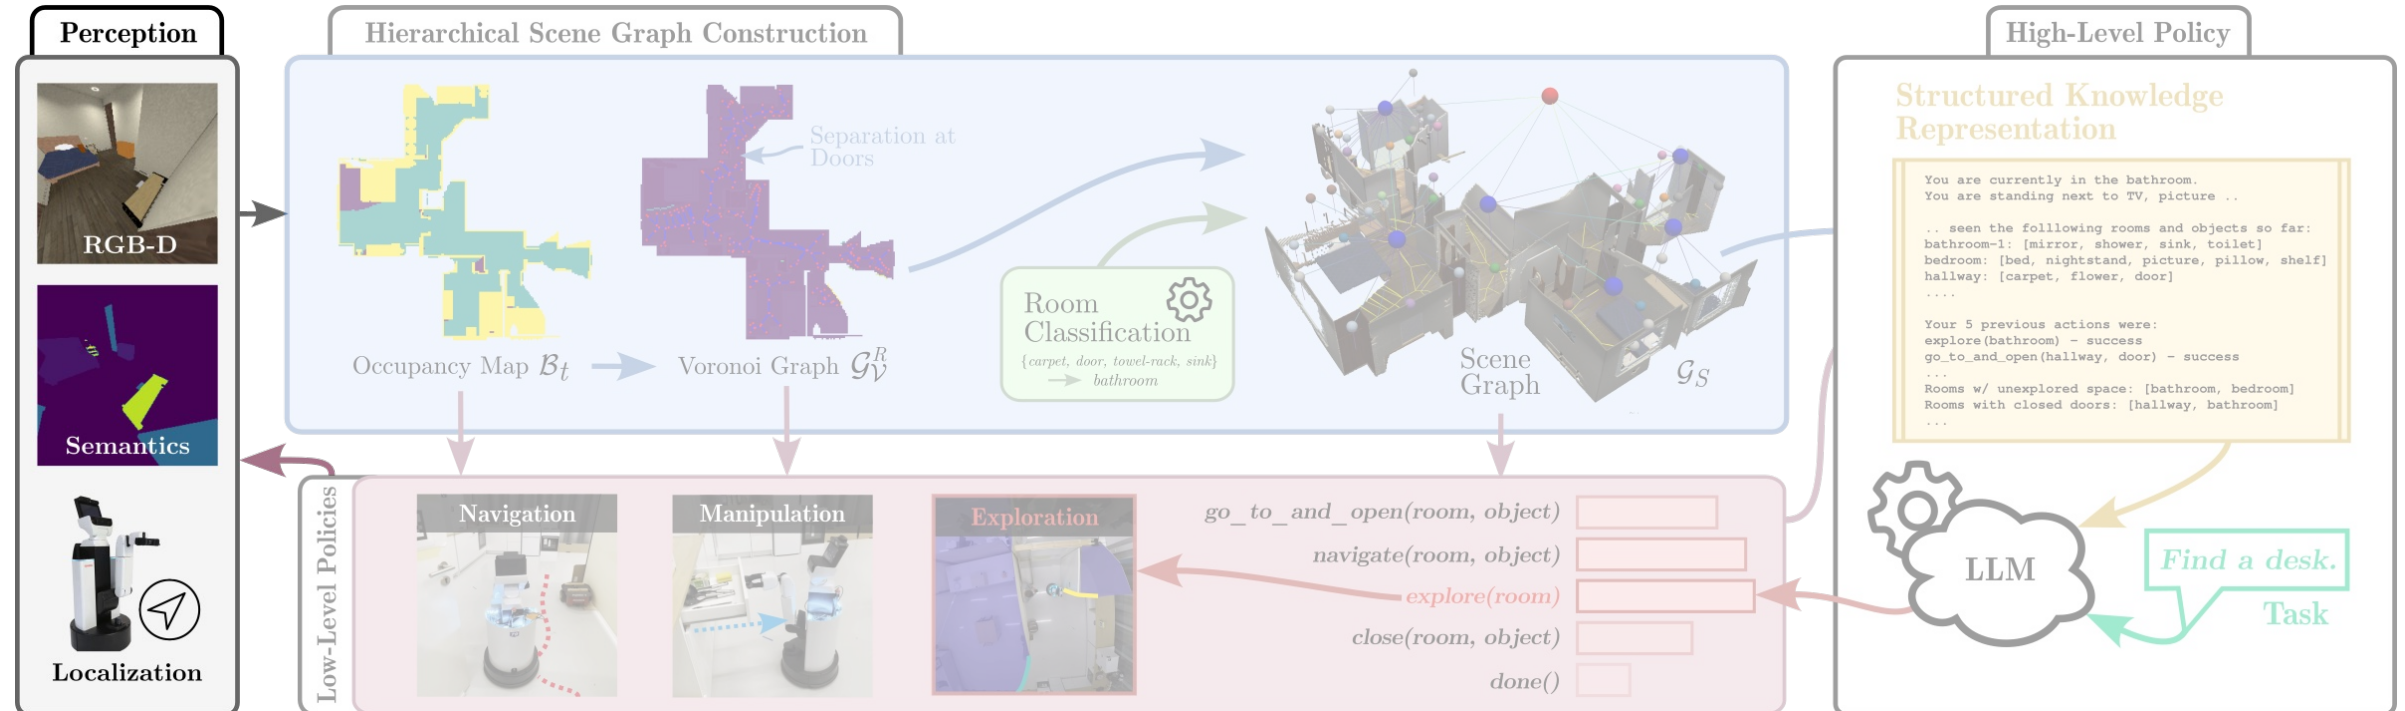 Perception
RGB-D
Semantics
Localization
Hierarchical Scene Graph Construction
Separation at
Doors
Occupancy Map 𝓑ₜ
Voronoi Graph 𝓖ᴿᵥ
Room
Classification
{carpet, door, towel-rack, sink}
bathroom
Scene
Graph
𝓖_S
Low-Level Policies
Navigation
Manipulation
Exploration
go_to_and_open(room, object)
navigate(room, object)
explore(room)
close(room, object)
done()
High-Level Policy
Structured Knowledge
Representation
You are currently in the bathroom.
You are standing next to TV, picture ..
.. seen the folllowing rooms and objects so far:
bathroom-1: [mirror, shower, sink, toilet]
bedroom: [bed, nightstand, picture, pillow, shelf]
hallway: [carpet, flower, door]
....
Your 5 previous actions were:
explore(bathroom) - success
go_to_and_open(hallway, door) - success
...
Rooms w/ unexplored space: [bathroom, bedroom]
Rooms with closed doors: [hallway, bathroom]
...
LLM
Find a desk.
Task